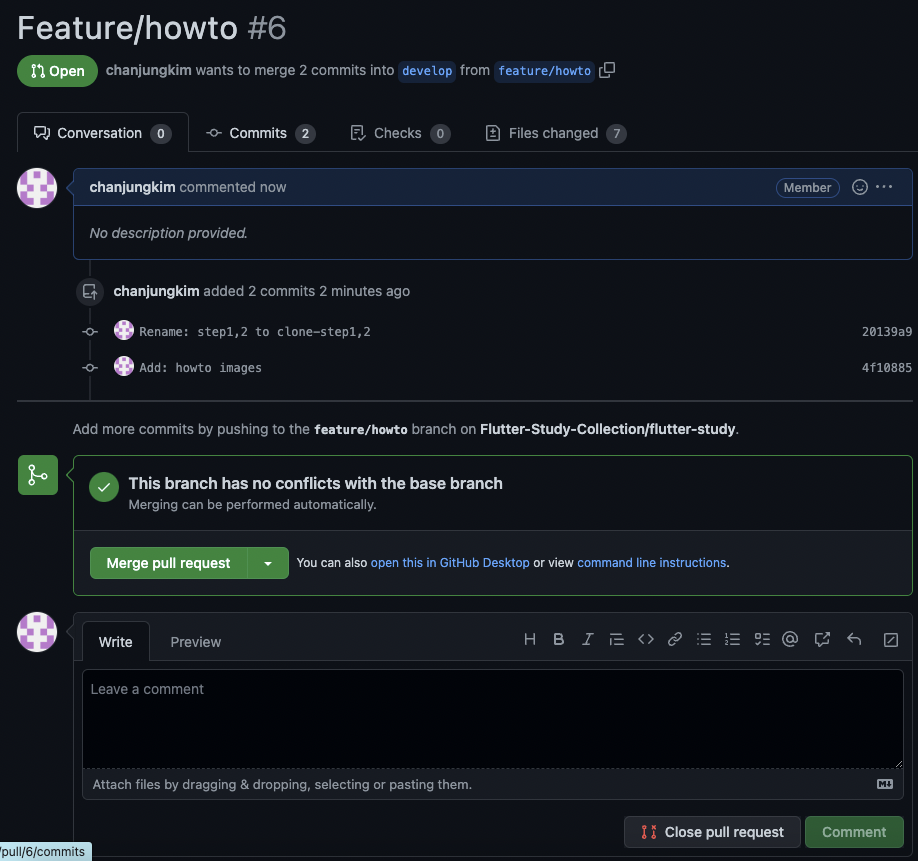 Feature/howto #6
Open chanjungkim wants to merge 2 commits into develop from feature/howto
Conversation 0 Commits 2 Checks 0 Files changed 7
chanjungkim commented now Member
No description provided.
chanjungkim added 2 commits 2 minutes ago
Rename: step1,2 to clone-step1,2 20139a9
Add: howto images 4f10885
Add more commits by pushing to the feature/howto branch on Flutter-Study-Collection/flutter-study.
This branch has no conflicts with the base branch
Merging can be performed automatically.
Merge pull request You can also open this in GitHub Desktop or view command line instructions.
Write Preview
Leave a comment
Attach files by dragging & dropping, selecting or pasting them.
Close pull request Comment
/pull/6/commits